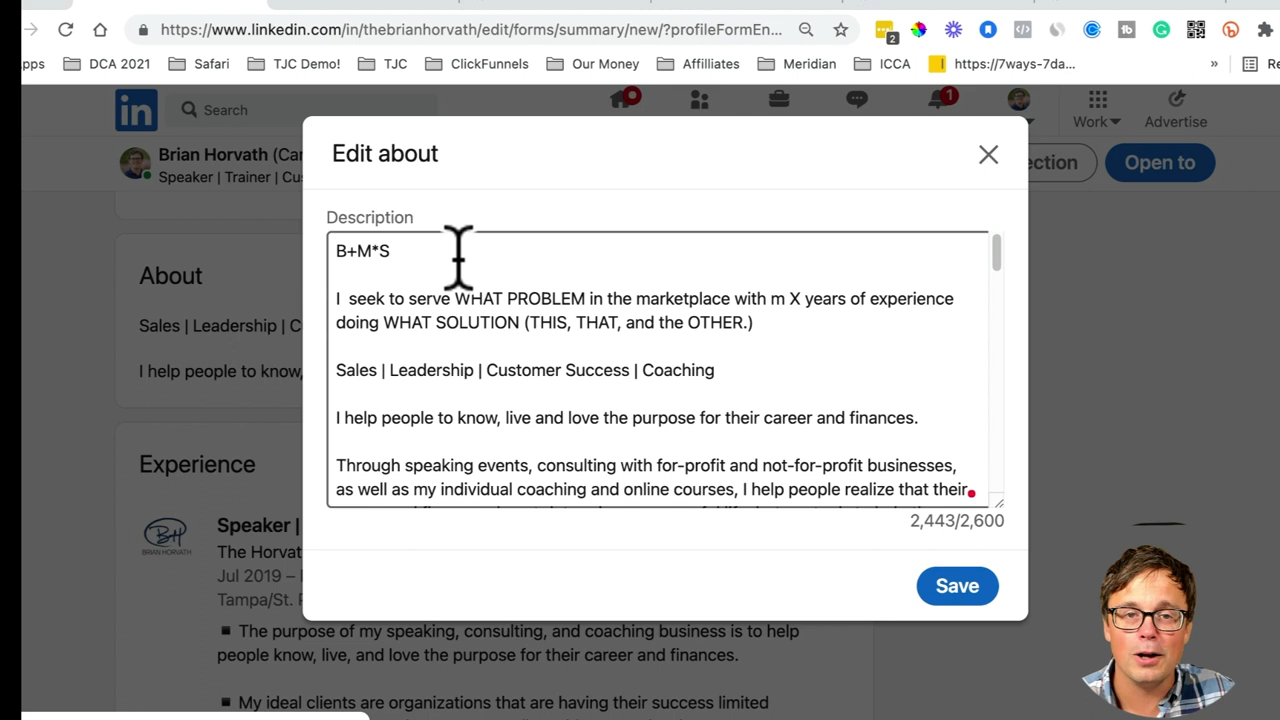 https://www.linkedin.com/in/thebrianhorvath/edit/forms/summary/new/?profileFormEn...
2
DCA 2021
Safari
TJC Demo!
TJC
ClickFunnels
Our Money
Affiliates
Meridian
ICCA
https://7ways-7da...
»
in
Search
1
Work
Advertise
Brian Horvath (Car
Speaker | Trainer | Cus
Open to
Edit about
Description
B+M*S
I seek to serve WHAT PROBLEM in the marketplace with m X years of experience
doing WHAT SOLUTION (THIS, THAT, and the OTHER.)
Sales | Leadership | Customer Success | Coaching
I help people to know, live and love the purpose for their career and finances.
Through speaking events, consulting with for-profit and not-for-profit businesses,
as well as my individual coaching and online courses, I help people realize that their
2,443/2,600
Save
About
Sales | Leadership | C
I help people to know,
Experience
BH
BRIAN HORVATH
Speaker |
The Horvat
Jul 2019 –
Tampa/St. P
▪ The purpose of my speaking, consulting, and coaching business is to help
people know, live, and love the purpose for their career and finances.
▪ My ideal clients are organizations that are having their success limited